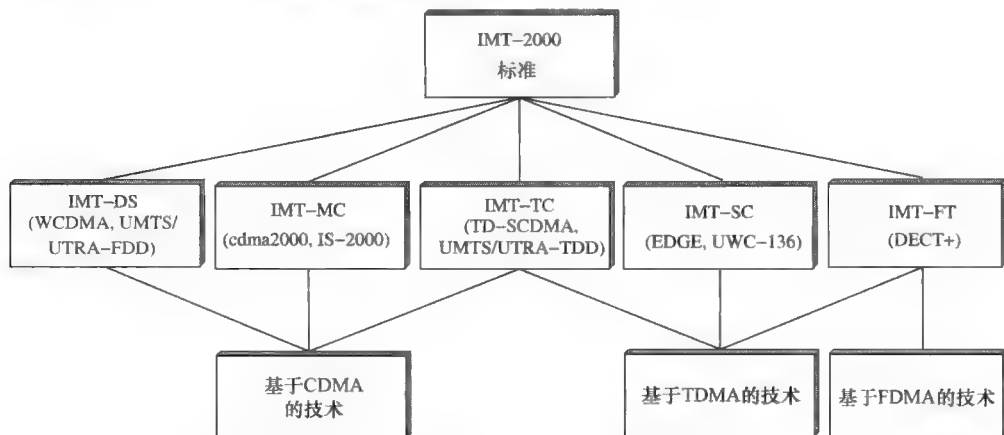 IMT-2000
标准
IMT-DS
(WCDMA, UMTS/
UTRA-FDD)
IMT-MC
(cdma2000, IS-2000)
IMT-TC
(TD-SCDMA,
UMTS/UTRA-TDD)
IMT-SC
(EDGE, UWC-136)
IMT-FT
(DECT+)
基于CDMA
的技术
基于TDMA的技术
基于FDMA的技术